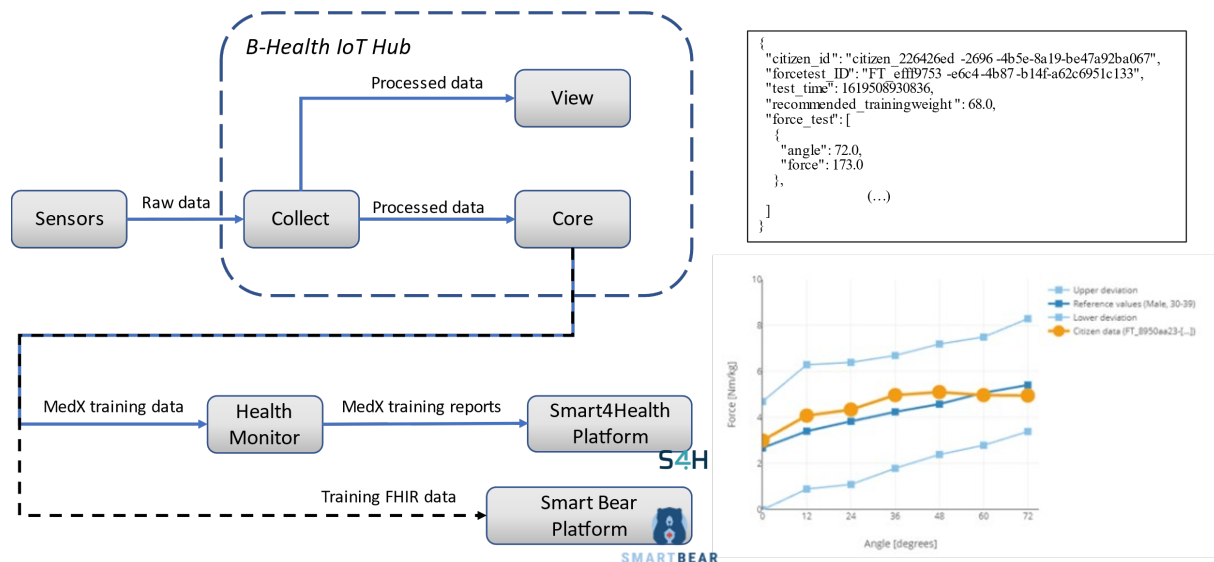 B-Health IoT Hub
Processed data
View
Sensors
Raw data
Collect
Processed data
Core
MedX training data
Health
Monitor
MedX training reports
Smart4Health
Platform
S4H
Training FHIR data
Smart Bear
Platform
SMARTBEAR
{
"citizen_id": "citizen_226426ed -2696 -4b5e-8a19-be47a92ba067",
"forcetest_ID": "FT_efff9753 -e6c4-4b87 -b14f-a62c6951c133",
"test_time": 1619508930836,
"recommended_trainingweight": 68.0,
"force_test": [
{
"angle": 72.0,
"force": 173.0
},
(…)
]
}
10
8
6
4
2
0
Force [Nm/kg]
0 12 24 36 48 60 72
Angle [degrees]
Upper deviation
Reference values (Male, 30-39)
Lower deviation
Citizen data (FT_8950aa23-[...])